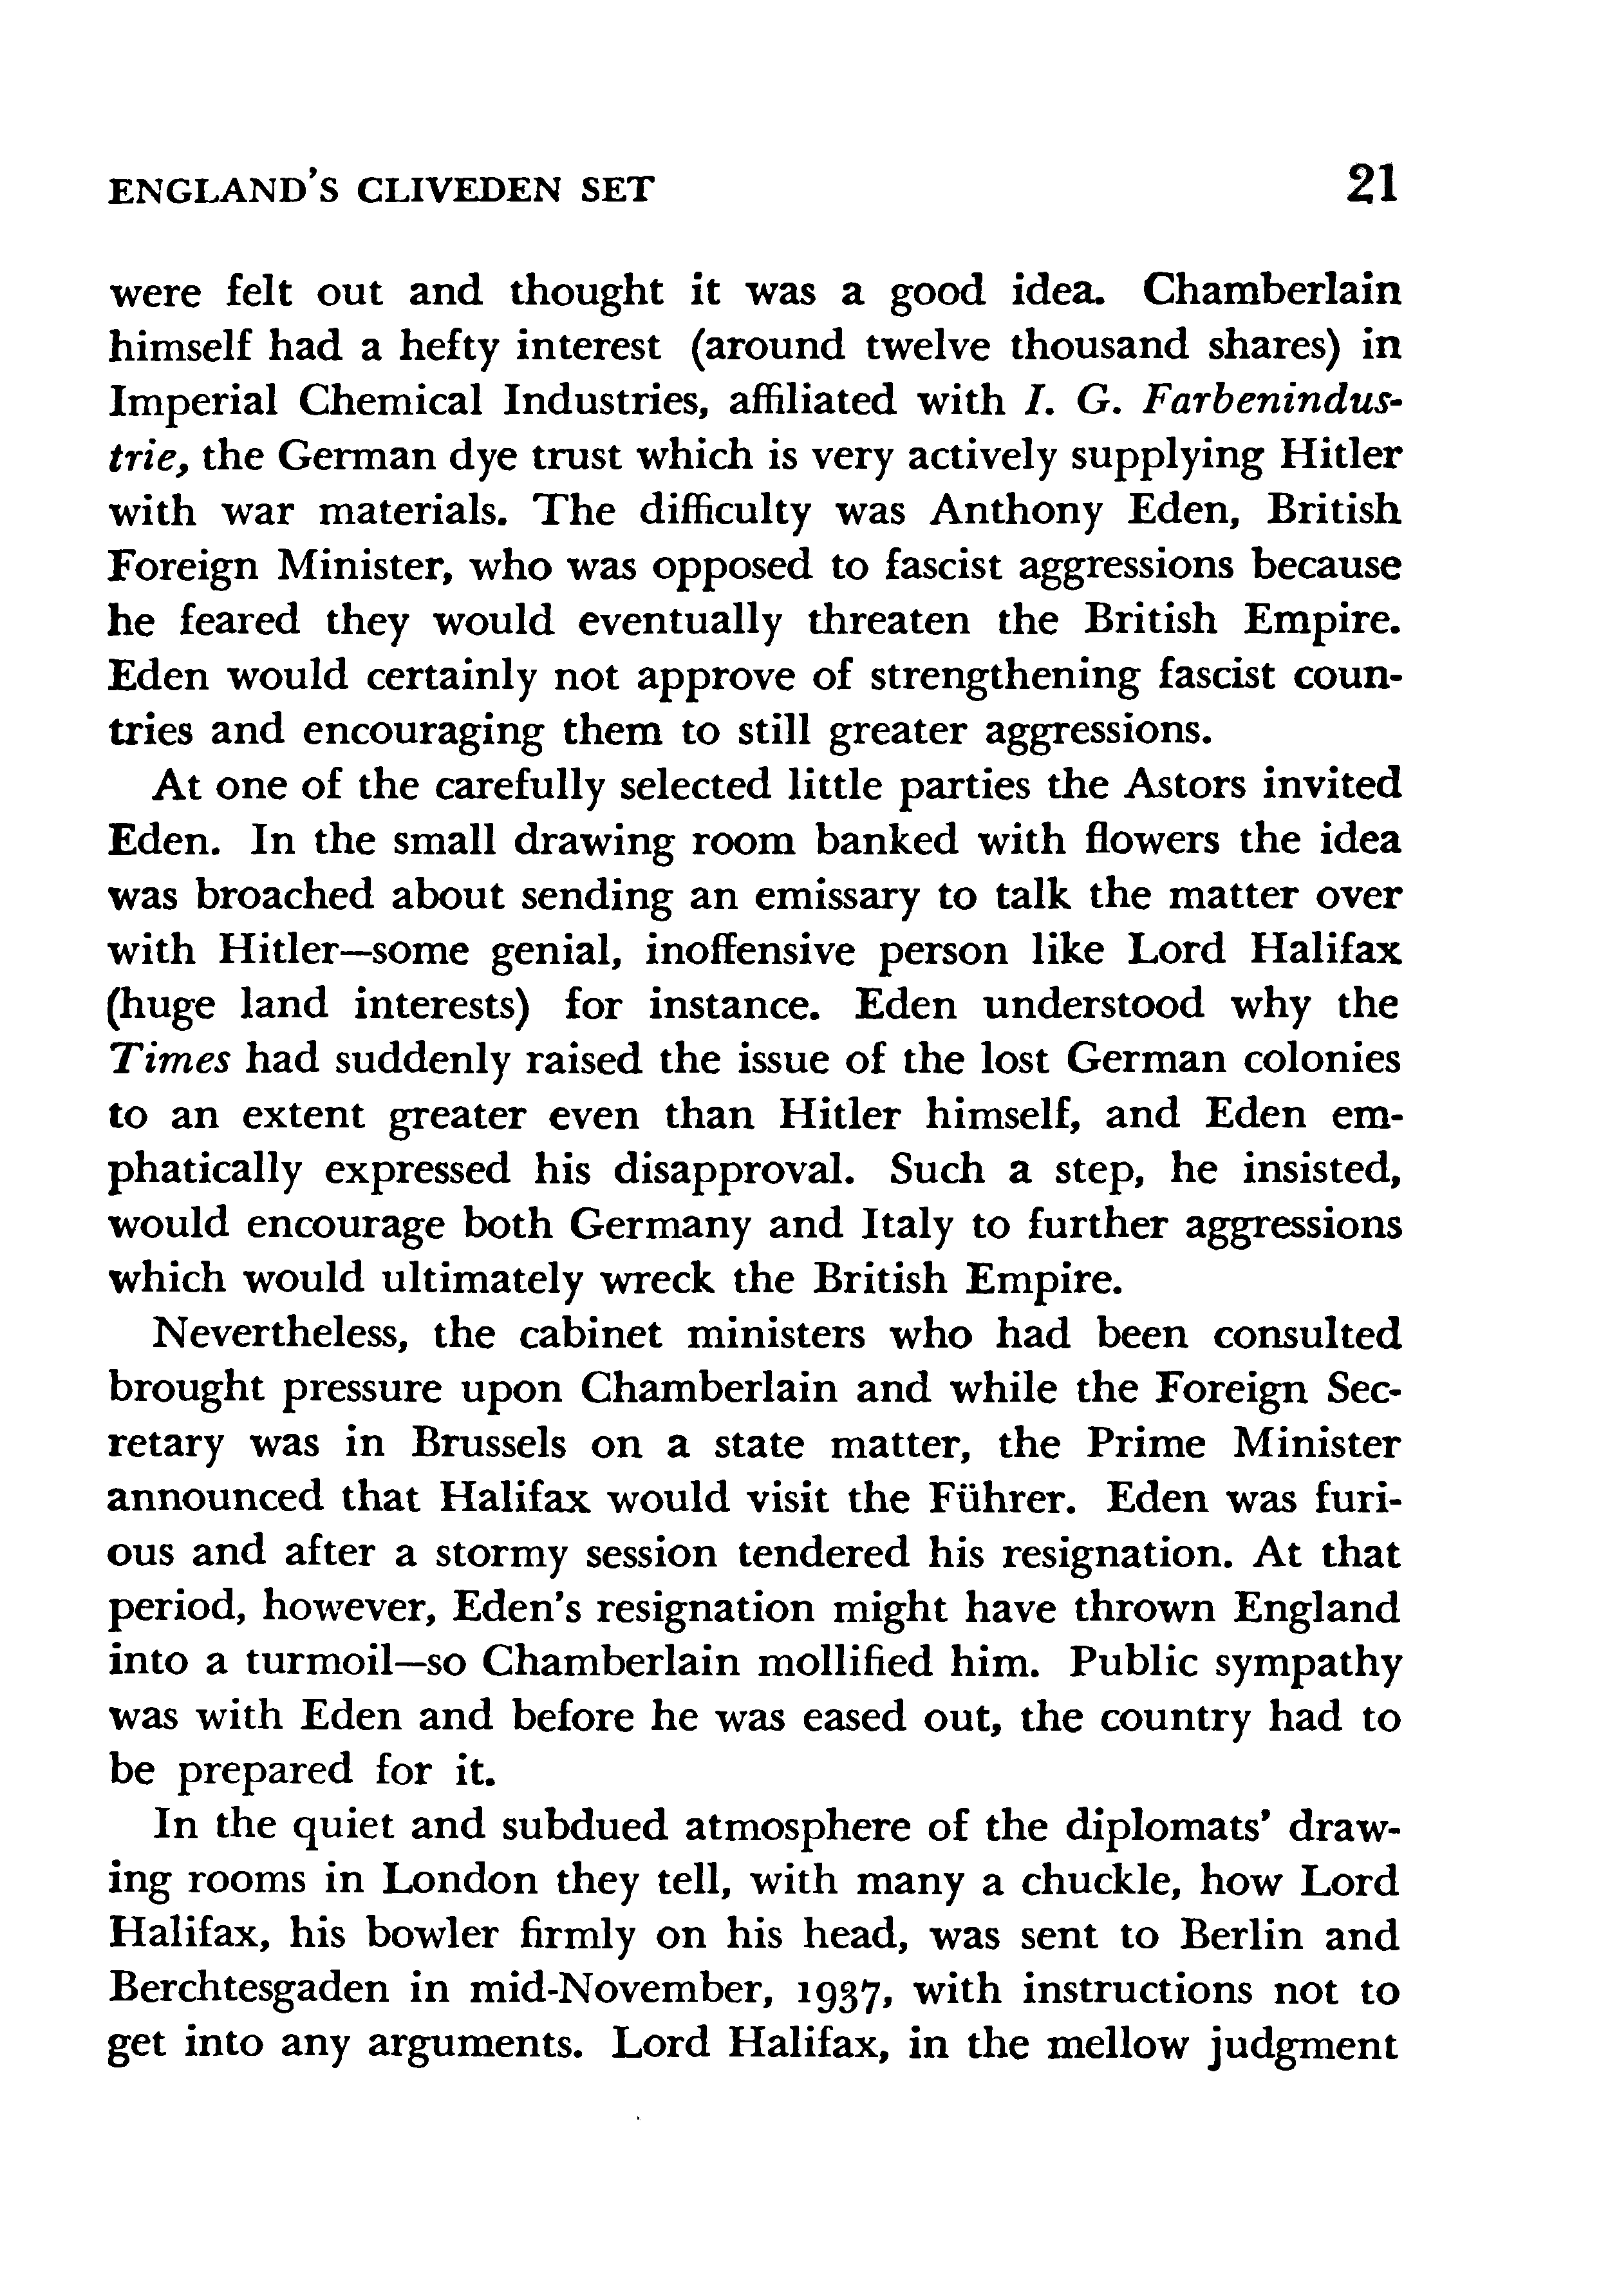 ENGLAND'S CLIVEDEN SET 21
were felt out and thought it was a good idea. Chamberlain
himself had a hefty interest (around twelve thousand shares) in
Imperial Chemical Industries, affiliated with I. G. Farbenindus-
trie, the German dye trust which is very actively supplying Hitler
with war materials. The difficulty was Anthony Eden, British
Foreign Minister, who was opposed to fascist aggressions because
he feared they would eventually threaten the British Empire.
Eden would certainly not approve of strengthening fascist coun-
tries and encouraging them to still greater aggressions.
At one of the carefully selected little parties the Astors invited
Eden. In the small drawing room banked with flowers the idea
was broached about sending an emissary to talk the matter over
with Hitler—some genial, inoffensive person like Lord Halifax
(huge land interests) for instance. Eden understood why the
Times had suddenly raised the issue of the lost German colonies
to an extent greater even than Hitler himself, and Eden em-
phatically expressed his disapproval. Such a step, he insisted,
would encourage both Germany and Italy to further aggressions
which would ultimately wreck the British Empire.
Nevertheless, the cabinet ministers who had been consulted
brought pressure upon Chamberlain and while the Foreign Sec-
retary was in Brussels on a state matter, the Prime Minister
announced that Halifax would visit the Führer. Eden was furi-
ous and after a stormy session tendered his resignation. At that
period, however, Eden's resignation might have thrown England
into a turmoil—so Chamberlain mollified him. Public sympathy
was with Eden and before he was eased out, the country had to
be prepared for it.
In the quiet and subdued atmosphere of the diplomats' draw-
ing rooms in London they tell, with many a chuckle, how Lord
Halifax, his bowler firmly on his head, was sent to Berlin and
Berchtesgaden in mid-November, 1937, with instructions not to
get into any arguments. Lord Halifax, in the mellow judgment